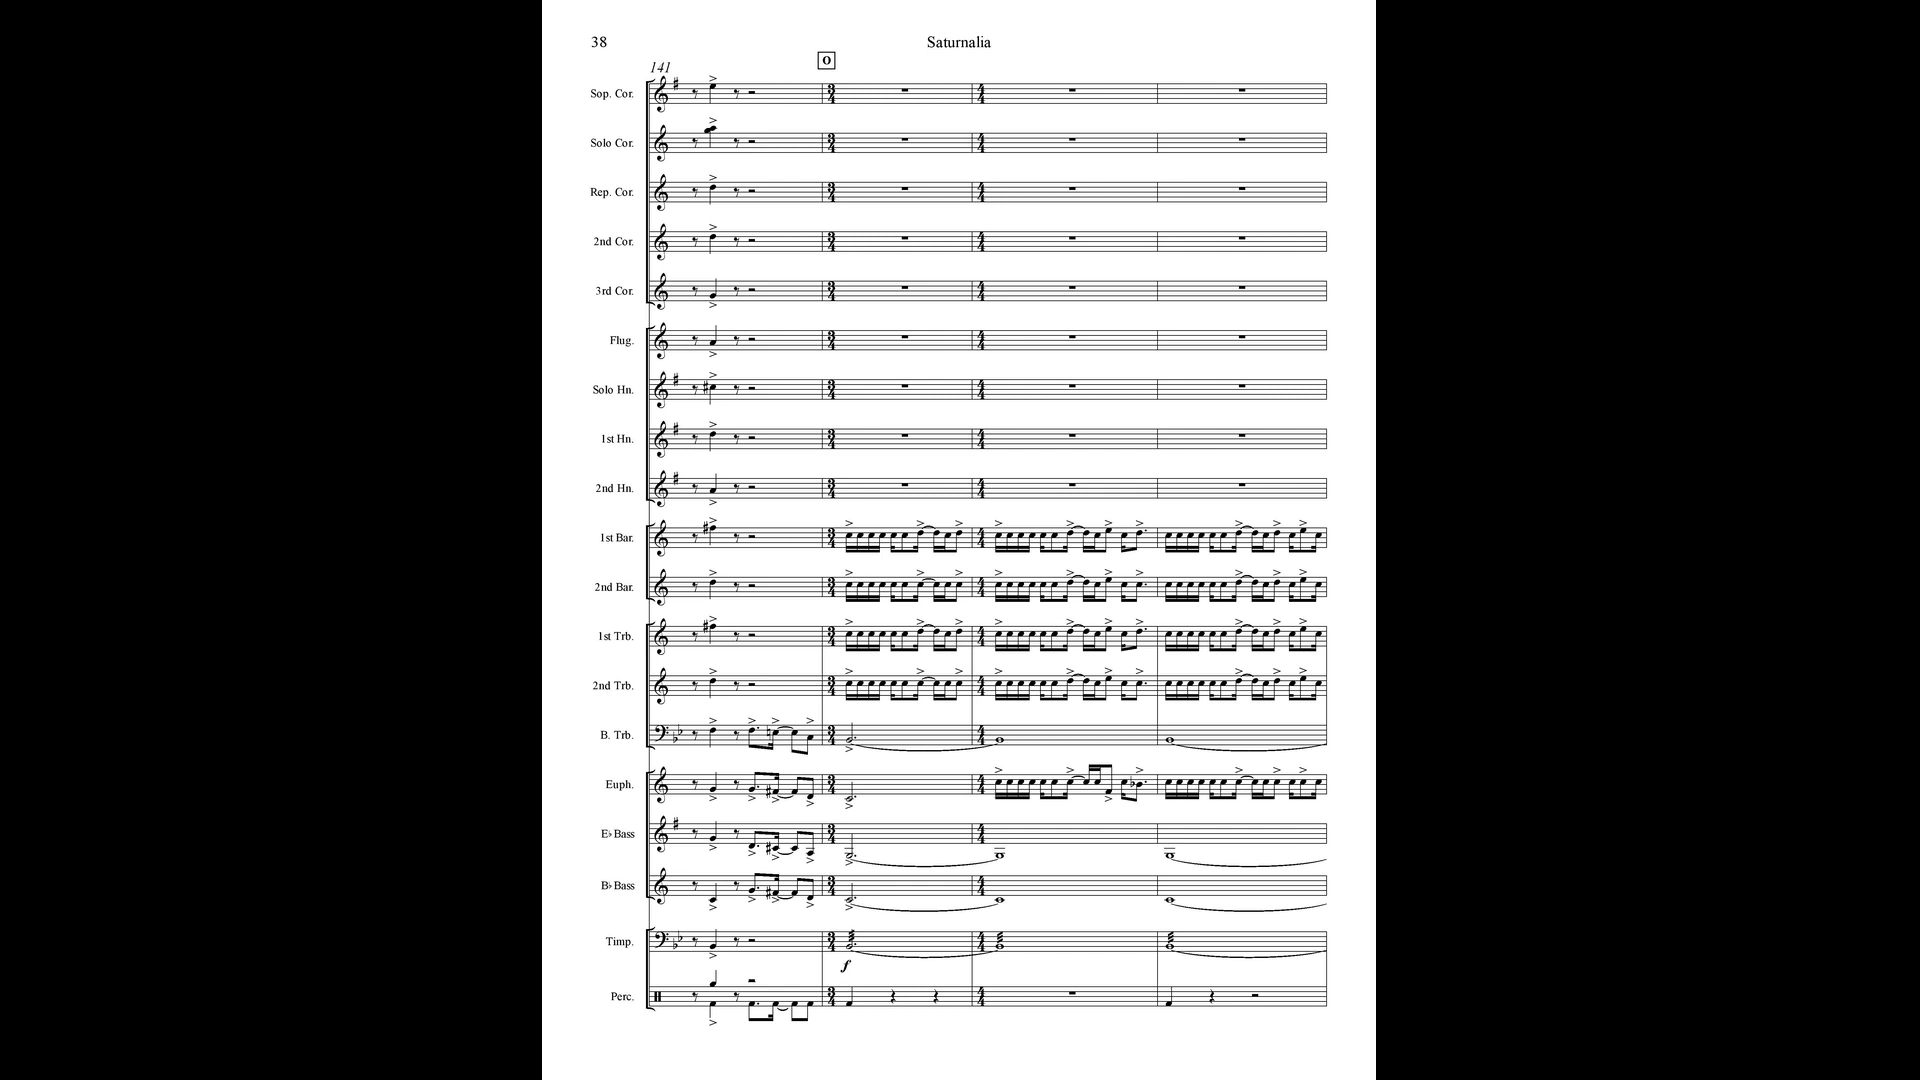 38
Saturnalia
141
O
Sop. Cor.
Solo Cor.
Rep. Cor.
2nd Cor.
3rd Cor.
Flug.
Solo Hn.
1st Hn.
2nd Hn.
1st Bar.
2nd Bar.
1st Trb.
2nd Trb.
B. Trb.
Euph.
E♭ Bass
B♭ Bass
Timp.
f
Perc.